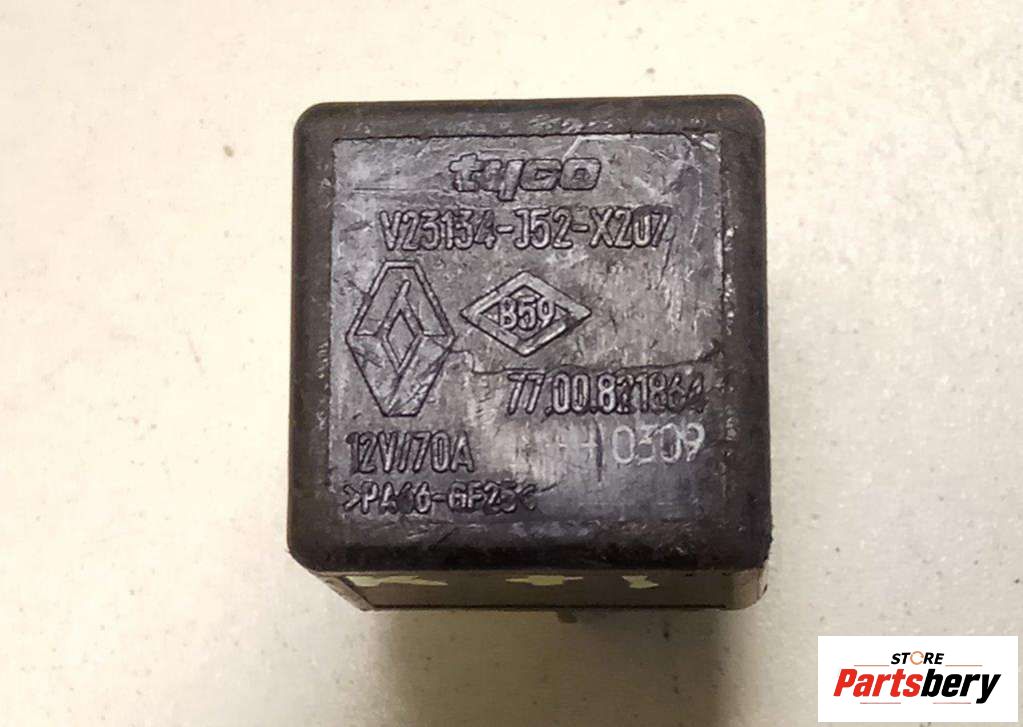 tyco
V23134-J52-X207
B59
77.00.821864
12V/70A
0309
>PA66-GF25<
STORE
Partsbery